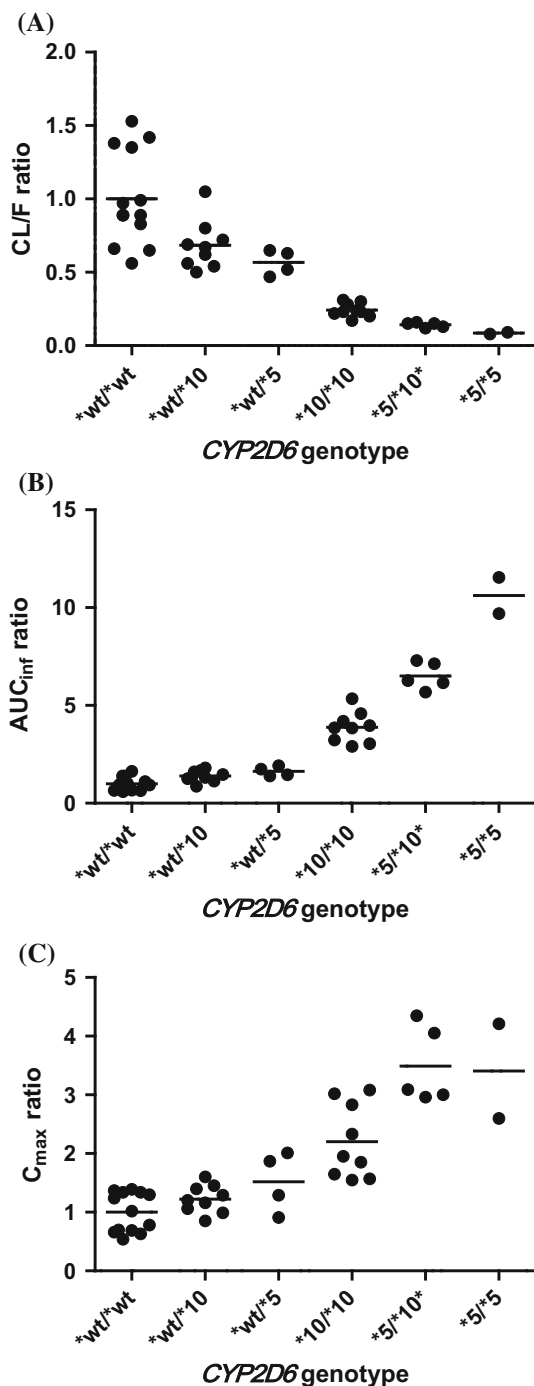 (A)
2.0
1.5
1.0
0.5
0.0
CL/F ratio
*wt/*wt
*wt/*10
*wt/*5
*10/*10
*5/*10*
*5/*5
CYP2D6 genotype
(B)
15
10
5
0
AUCinf ratio
*wt/*wt
*wt/*10
*wt/*5
*10/*10
*5/*10*
*5/*5
CYP2D6 genotype
(C)
5
4
3
2
1
0
Cmax ratio
*wt/*wt
*wt/*10
*wt/*5
*10/*10
*5/*10*
*5/*5
CYP2D6 genotype